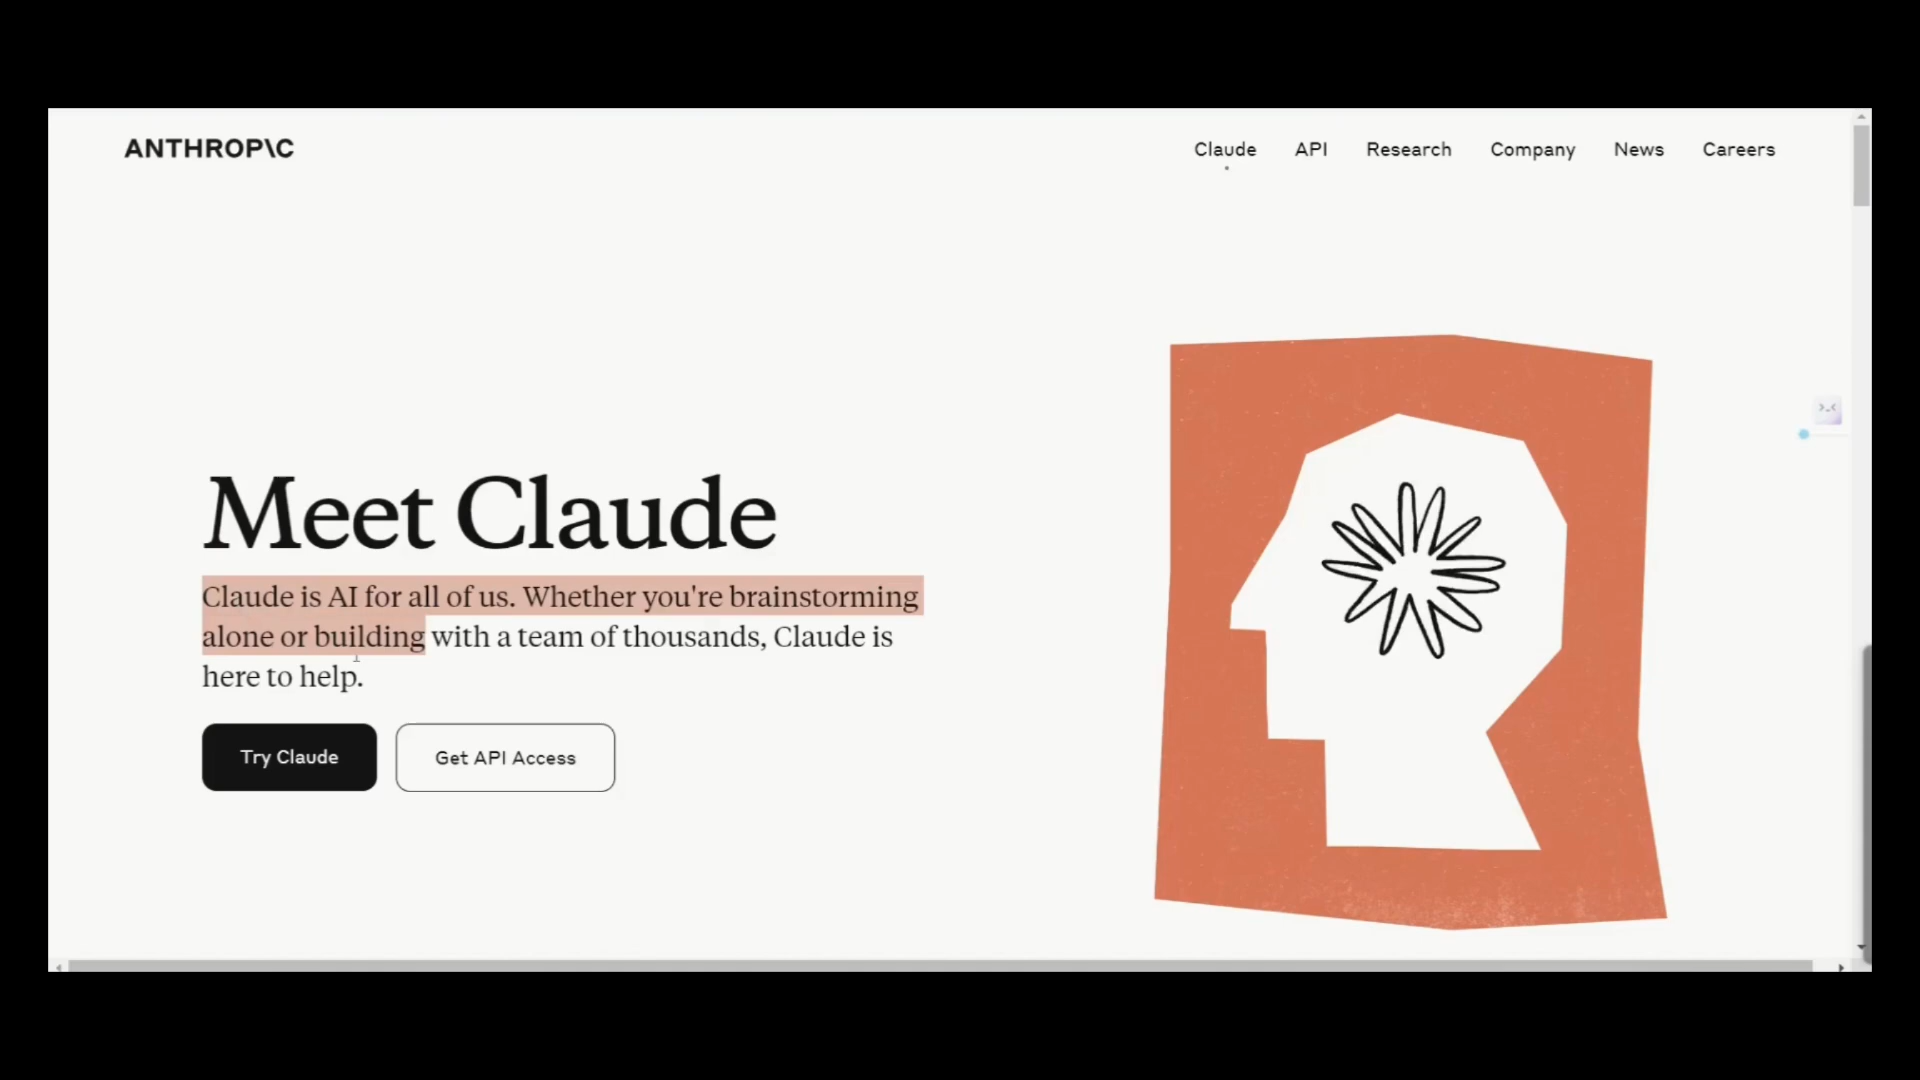 ANTHROP\C
Claude API Research Company News Careers
Meet Claude
Claude is AI for all of us. Whether you're brainstorming
alone or building with a team of thousands, Claude is
here to help.
Try Claude Get API Access